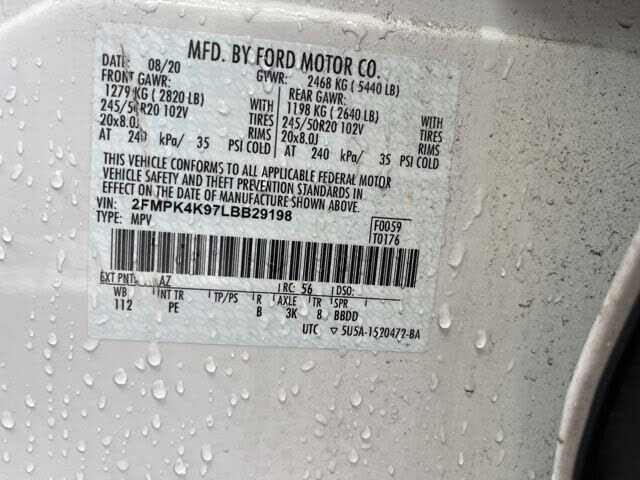 MFD. BY FORD MOTOR CO.
DATE: 08/20 GVWR: 2468 KG (5440 LB)
FRONT GAWR: REAR GAWR:
1279 KG (2820 LB) WITH 1198 KG (2640 LB) WITH
245/50R20 102V TIRES 245/50R20 102V TIRES
20x8.0J RIMS 20x8.0J RIMS
AT 240 kPa/ 35 PSI COLD AT 240 kPa/ 35 PSI COLD
THIS VEHICLE CONFORMS TO ALL APPLICABLE FEDERAL MOTOR
VEHICLE SAFETY AND THEFT PREVENTION STANDARDS IN
EFFECT ON THE DATE OF MANUFACTURE SHOWN ABOVE.
VIN: 2FMPK4K97LBB29198 F0059
TYPE: MPV T0176
EXT PNT: AZ RC: 56 DSO:
WB INT TR TP/PS R AXLE TR SPR
112 PE B 3K 8 BBDD
UTC ▽ 5U5A-1520472-BA